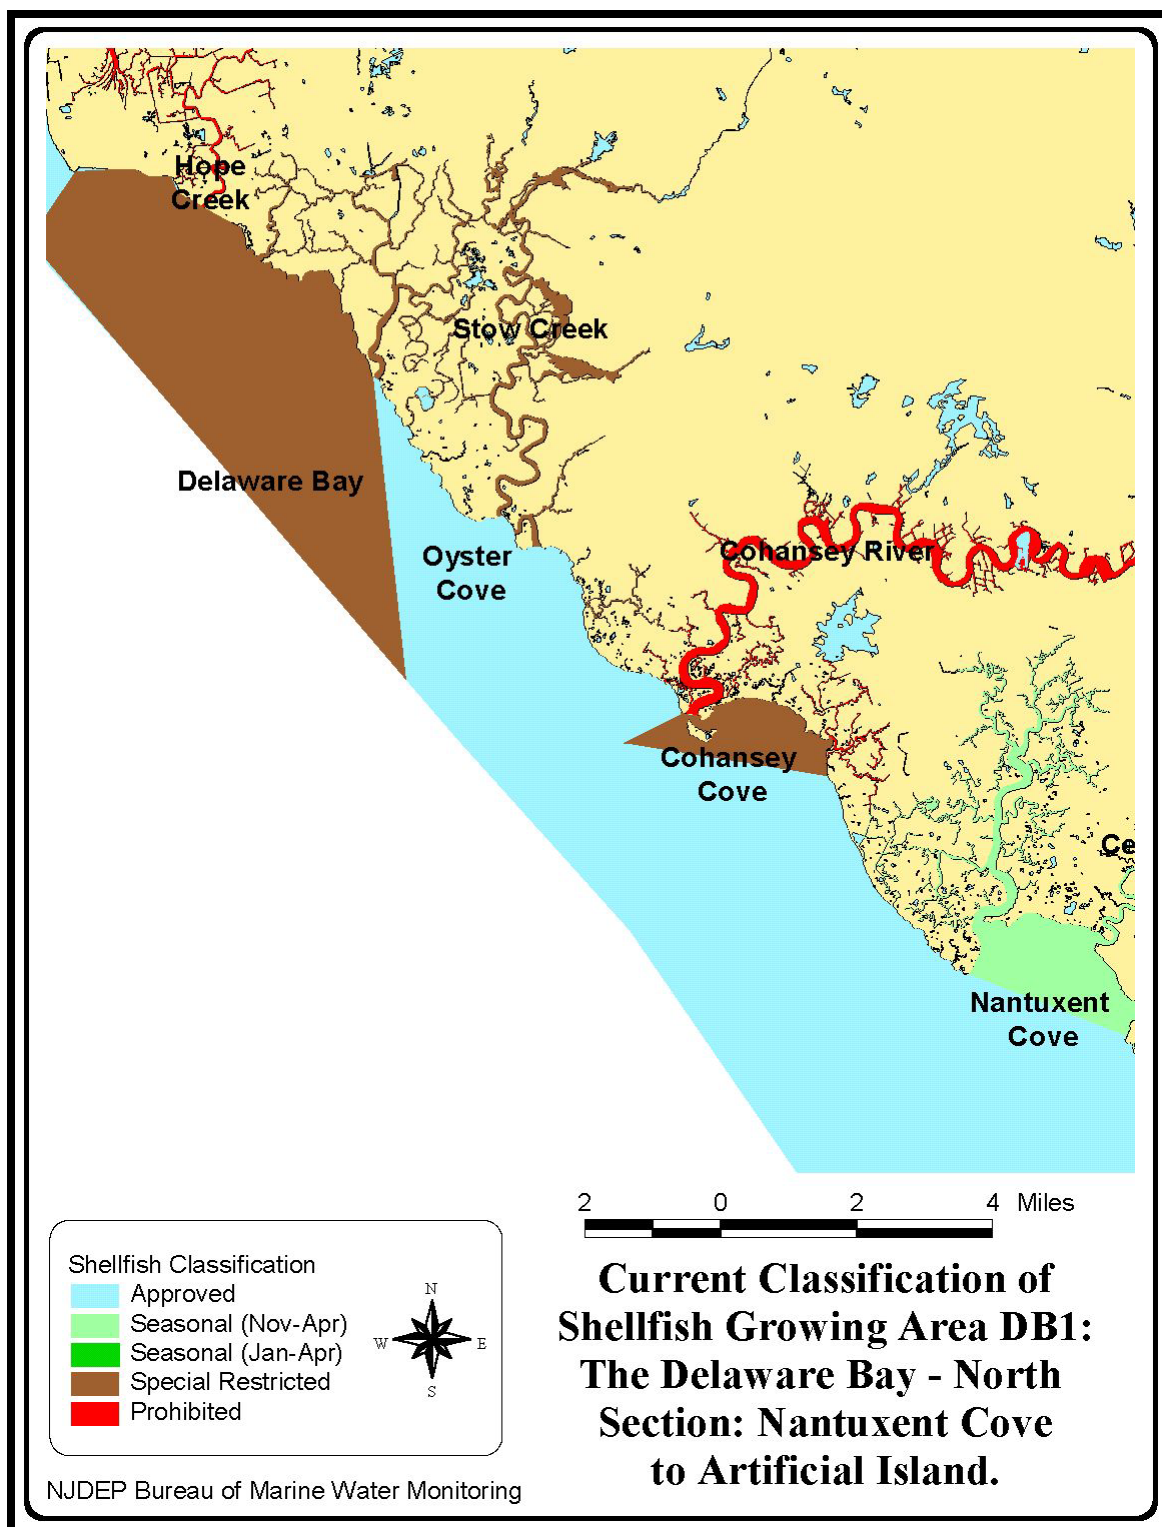 Hope
Creek
Stow Creek
Delaware Bay
Oyster
Cove
Cohansey River
Cohansey
Cove
Ce
Nantuxent
Cove
2 0 2 4 Miles
Shellfish Classification
Approved
Seasonal (Nov-Apr)
Seasonal (Jan-Apr)
Special Restricted
Prohibited
N
W E
S
Current Classification of
Shellfish Growing Area DB1:
The Delaware Bay - North
Section: Nantuxent Cove
to Artificial Island.
NJDEP Bureau of Marine Water Monitoring